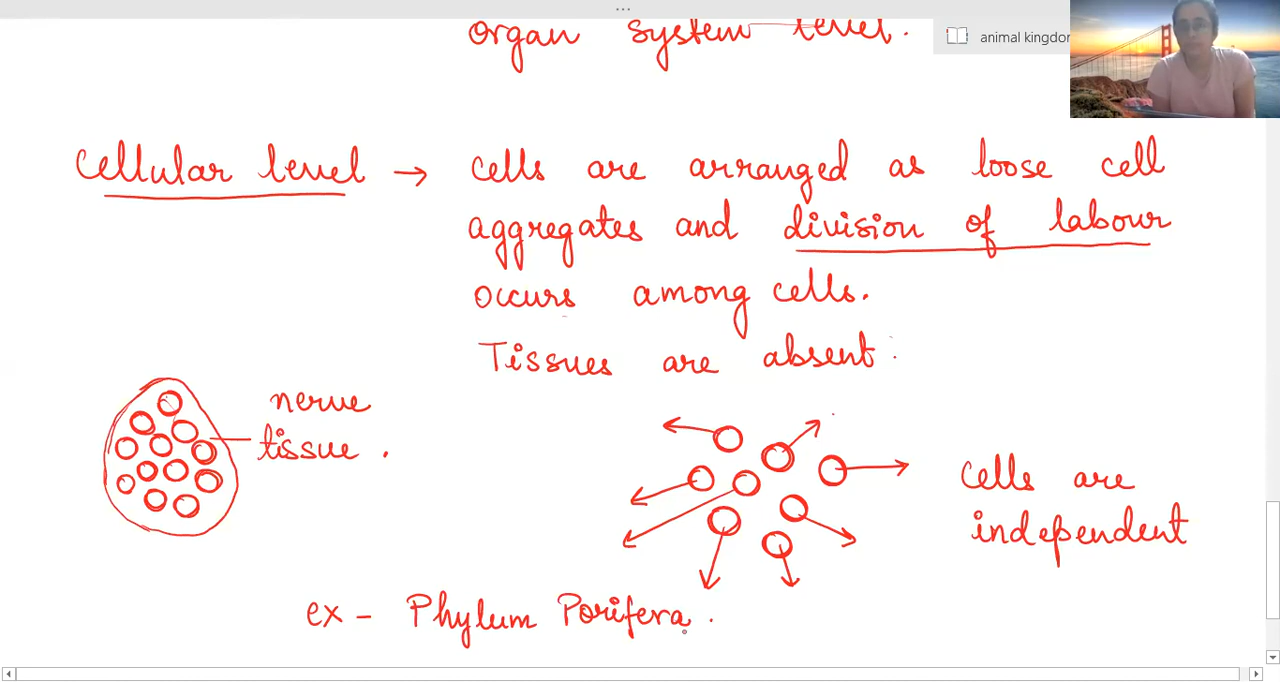 organ system level.
animal kingdom
Cellular level → cells are arranged as loose cell
aggregates and division of labour
occurs among cells.
Tissues are absent.
nerve
tissue.
cells are
independent
ex - Phylum Porifera.